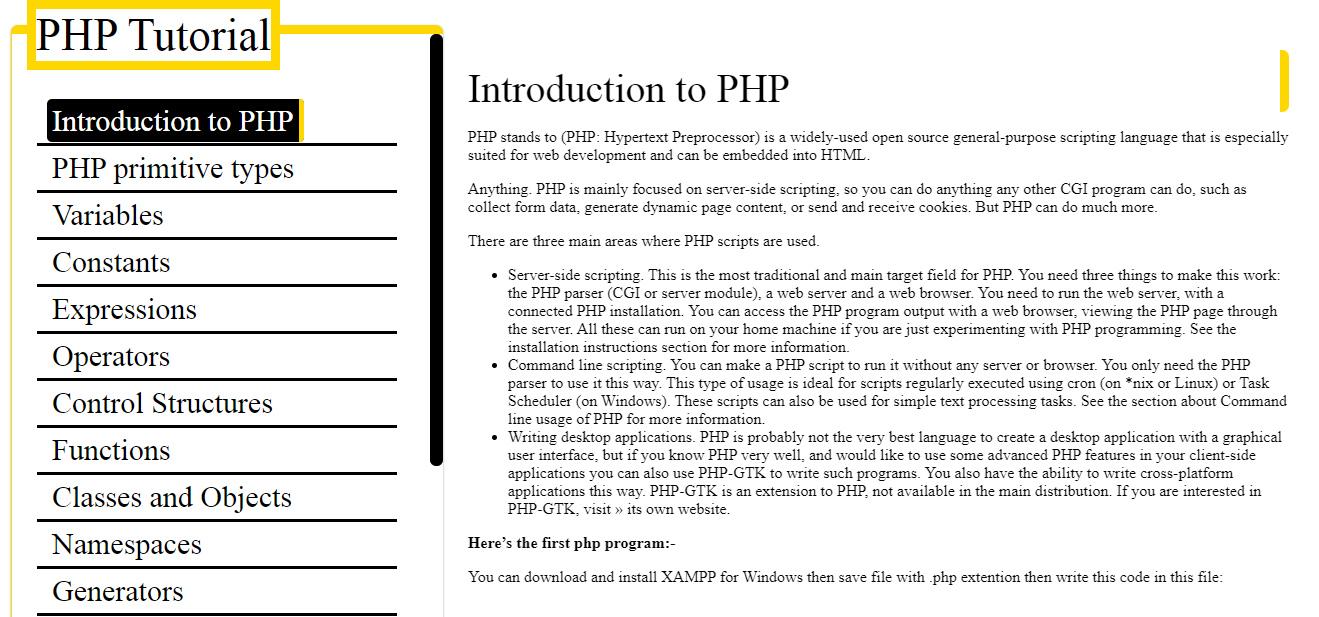 PHP Tutorial
Introduction to PHP
PHP primitive types
Variables
Constants
Expressions
Operators
Control Structures
Functions
Classes and Objects
Namespaces
Generators
Introduction to PHP
PHP stands to (PHP: Hypertext Preprocessor) is a widely-used open source general-purpose scripting language that is especially
suited for web development and can be embedded into HTML.
Anything. PHP is mainly focused on server-side scripting, so you can do anything any other CGI program can do, such as
collect form data, generate dynamic page content, or send and receive cookies. But PHP can do much more.
There are three main areas where PHP scripts are used.
• Server-side scripting. This is the most traditional and main target field for PHP. You need three things to make this work:
the PHP parser (CGI or server module), a web server and a web browser. You need to run the web server, with a
connected PHP installation. You can access the PHP program output with a web browser, viewing the PHP page through
the server. All these can run on your home machine if you are just experimenting with PHP programming. See the
installation instructions section for more information.
• Command line scripting. You can make a PHP script to run it without any server or browser. You only need the PHP
parser to use it this way. This type of usage is ideal for scripts regularly executed using cron (on *nix or Linux) or Task
Scheduler (on Windows). These scripts can also be used for simple text processing tasks. See the section about Command
line usage of PHP for more information.
• Writing desktop applications. PHP is probably not the very best language to create a desktop application with a graphical
user interface, but if you know PHP very well, and would like to use some advanced PHP features in your client-side
applications you can also use PHP-GTK to write such programs. You also have the ability to write cross-platform
applications this way. PHP-GTK is an extension to PHP, not available in the main distribution. If you are interested in
PHP-GTK, visit » its own website.
Here’s the first php program:-
You can download and install XAMPP for Windows then save file with .php extention then write this code in this file: